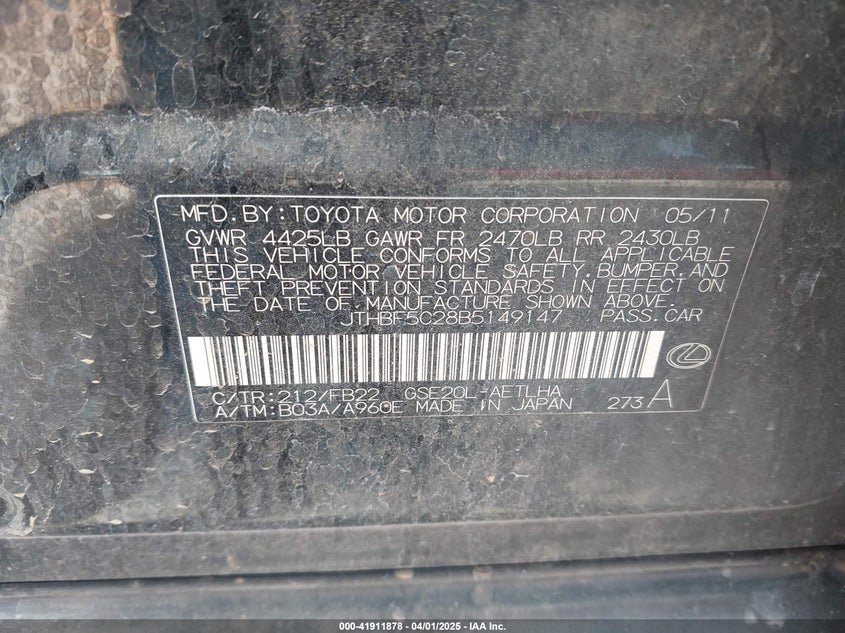 MFD.BY:TOYOTA MOTOR CORPORATION 05/11
GVWR 4425LB GAWR FR 2470LB RR 2430LB
THIS VEHICLE CONFORMS TO ALL APPLICABLE
FEDERAL MOTOR VEHICLE SAFETY,BUMPER,AND
THEFT PREVENTION STANDARDS IN EFFECT ON
THE DATE OF MANUFACTURE SHOWN ABOVE.
JTHBF5C28B5149147 PASS.CAR
C/TR:212/FB22 GSE20L-AETLHA
A/TM:B03A/A960E MADE IN JAPAN 273 A
000-41911878 / 04/01/2025 - IAA Inc.